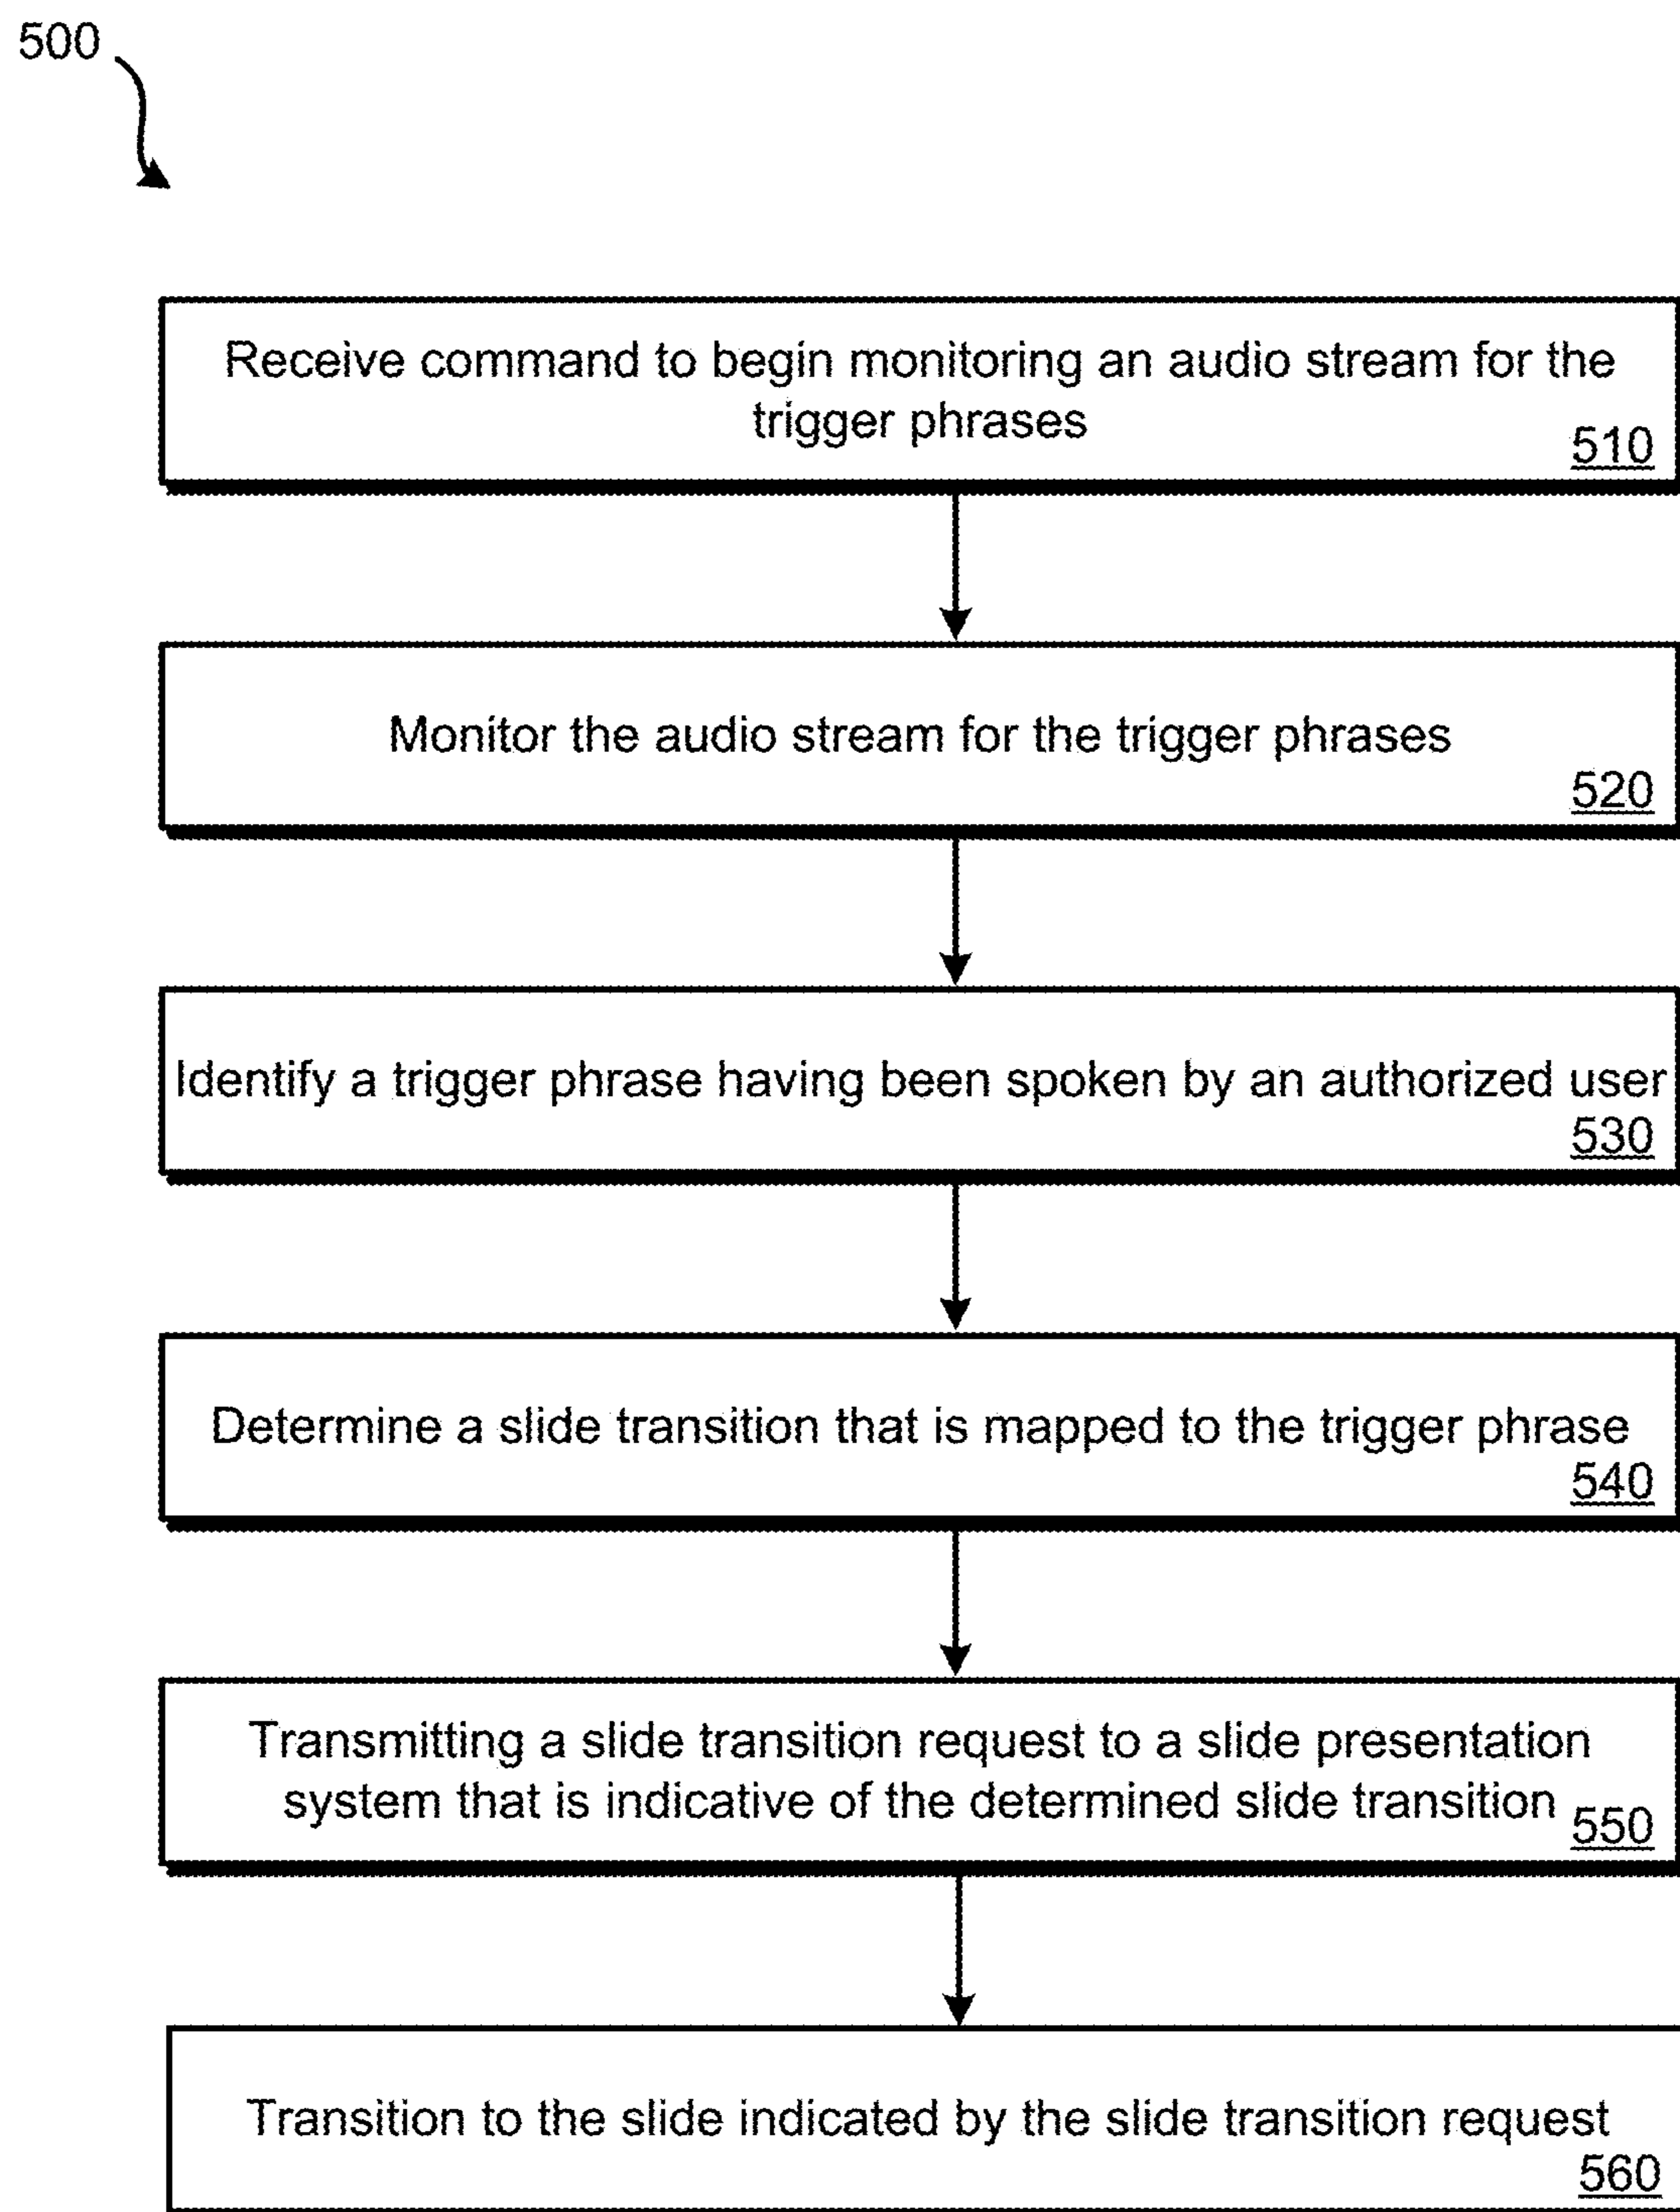 500
Receive command to begin monitoring an audio stream for the
trigger phrases
510
Monitor the audio stream for the trigger phrases
520
Identify a trigger phrase having been spoken by an authorized user
530
Determine a slide transition that is mapped to the trigger phrase
540
Transmitting a slide transition request to a slide presentation
system that is indicative of the determined slide transition
550
Transition to the slide indicated by the slide transition request
560